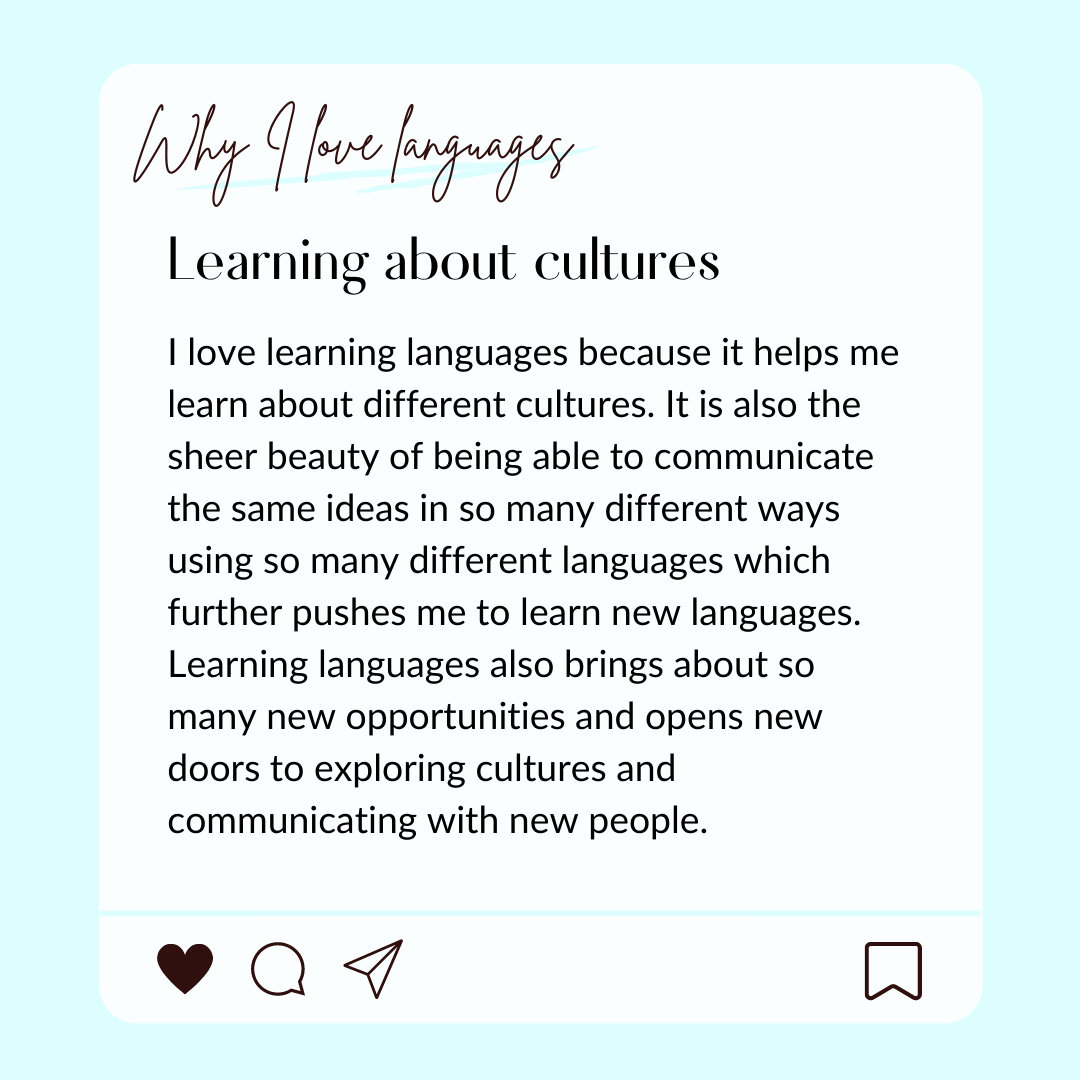 Why I love languages
Learning about cultures
I love learning languages because it helps me
learn about different cultures. It is also the
sheer beauty of being able to communicate
the same ideas in so many different ways
using so many different languages which
further pushes me to learn new languages.
Learning languages also brings about so
many new opportunities and opens new
doors to exploring cultures and
communicating with new people.